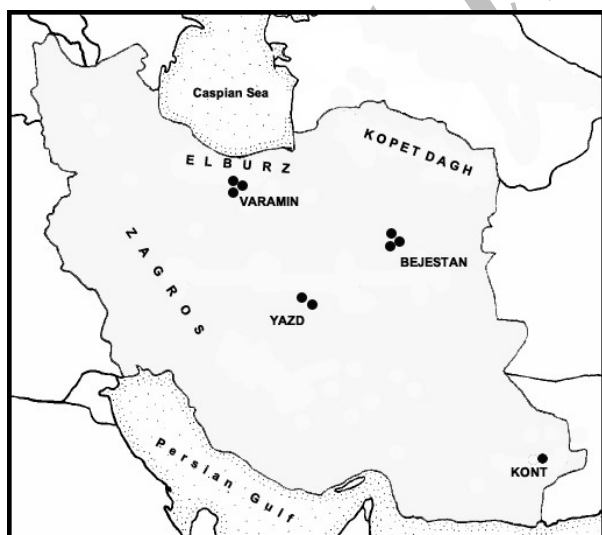 Caspian Sea
KOPET DAGH
ELBURZ
VARAMIN
ZAGROS
BEJESTAN
YAZD
Persian Gulf
KONT